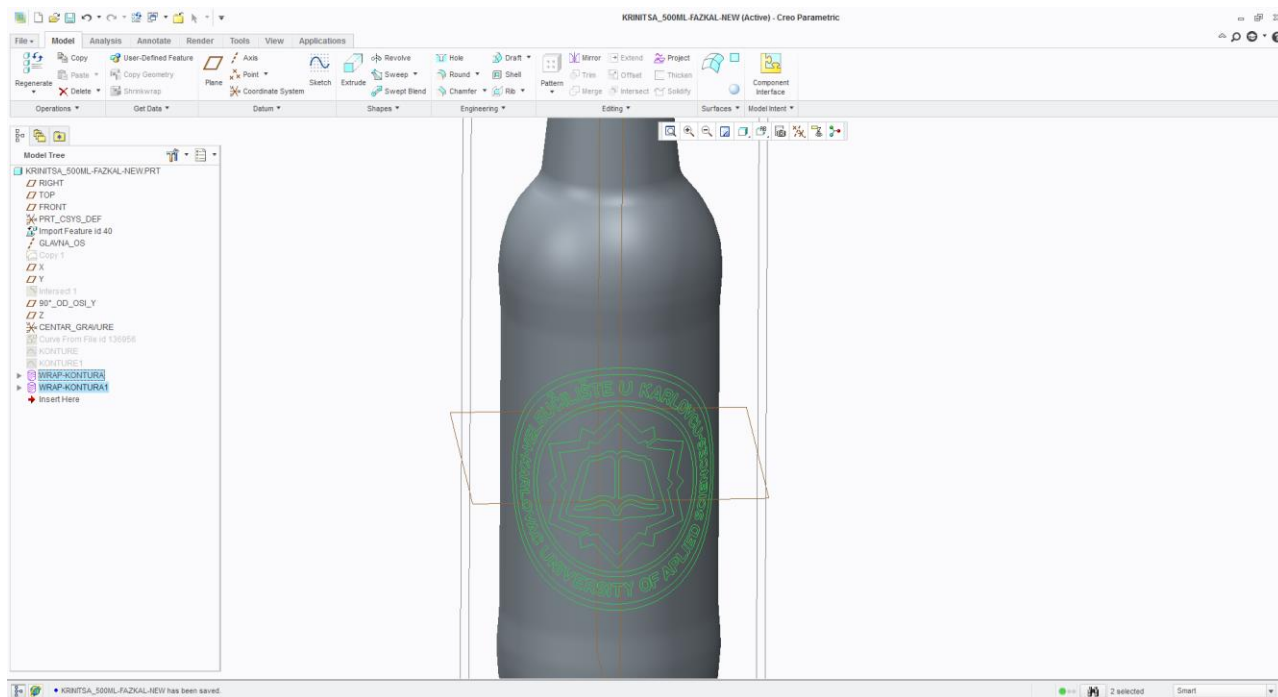 KRINITSA_500ML-FAZKAL-NEW (Active) - Creo Parametric
File Model Analysis Annotate Render Tools View Applications
Copy User-Defined Feature Axis Revolve Hole Draft Mirror Extend Project
Regenerate Paste Copy Geometry Plane Point Sketch Extrude Sweep Round Shell Pattern Trim Offset Thicken Component Interface
Delete Shrinkwrap Coordinate System Swept Blend Chamfer Rib Merge Intersect Solidify
Operations Get Data Datum Shapes Engineering Editing Surfaces Model Intent
Model Tree
KRINITSA_500ML-FAZKAL-NEW.PRT
RIGHT
TOP
FRONT
PRT_CSYS_DEF
Import Feature id 40
GLAVNA_OS
Copy 1
X
Y
Intersect 1
90°_OD_OSI_Y
Z
CENTAR_GRAVURE
Curve From File id 136956
KONTURE
KONTURE1
WRAP-KONTURA
WRAP-KONTURA1
Insert Here
UČILIŠTE U KARLOVCU
UNIVERSITY OF APLIED SCIENCES
KRINITSA_500ML-FAZKAL-NEW has been saved.
2 selected Smart